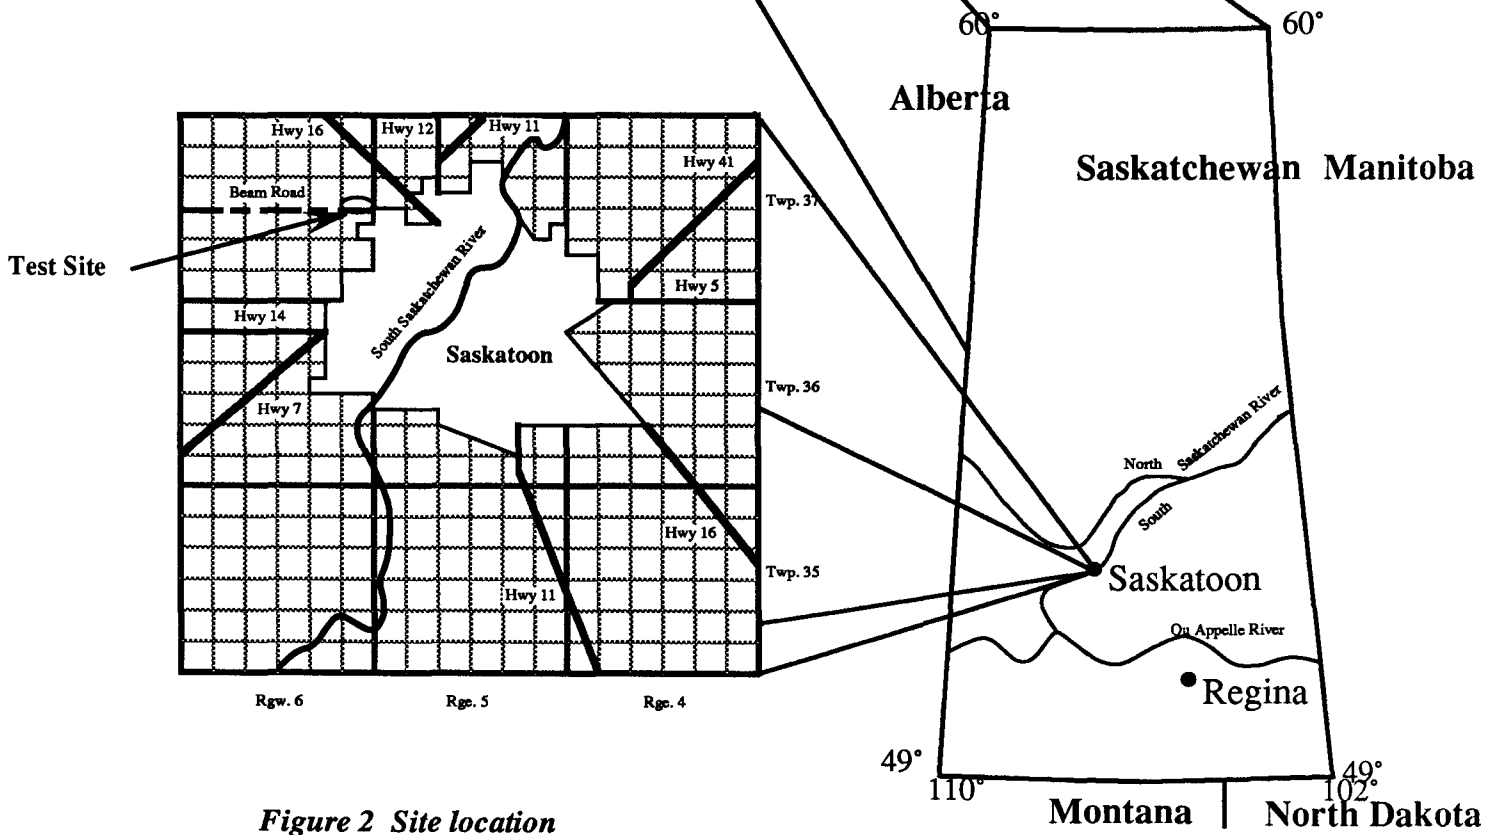 60°
60°
Alberta
Saskatchewan Manitoba
Hwy 16
Hwy 12
Hwy 11
Hwy 41
Beam Road
Twp. 37
Test Site
South Saskatchewan River
Hwy 5
Hwy 14
Saskatoon
Twp. 36
Hwy 7
North
Saskatchewan River
South
Hwy 16
Twp. 35
Saskatoon
Hwy 11
Qu Appelle River
Rgw. 6
Rge. 5
Rge. 4
Regina
49°
49°
110°
102°
Montana
North Dakota
Figure 2 Site location